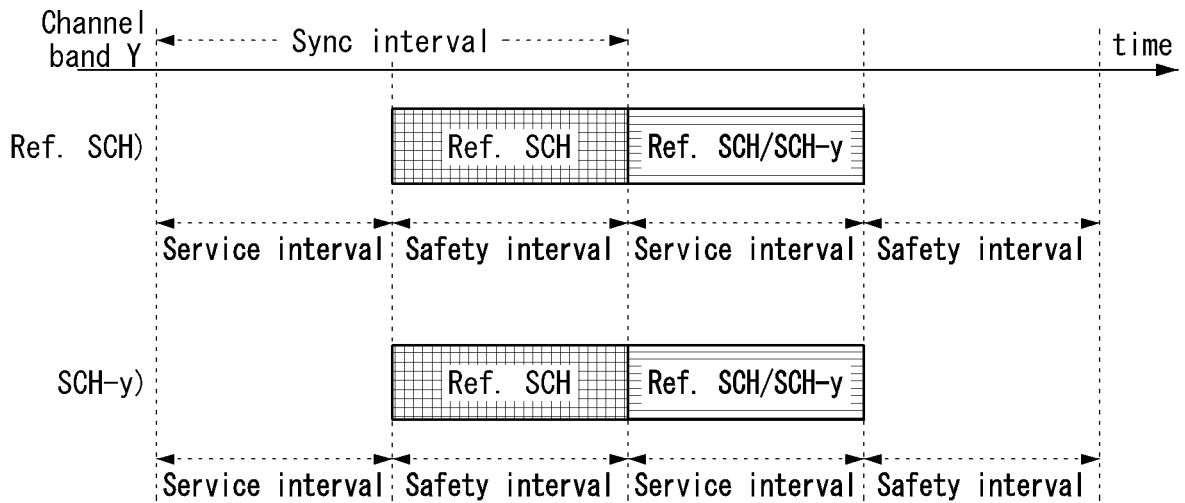 Channel
band Y
Sync interval
time
Ref. SCH)
Ref. SCH
Ref. SCH/SCH-y
Service interval
Safety interval
Service interval
Safety interval
SCH-y)
Ref. SCH
Ref. SCH/SCH-y
Service interval
Safety interval
Service interval
Safety interval